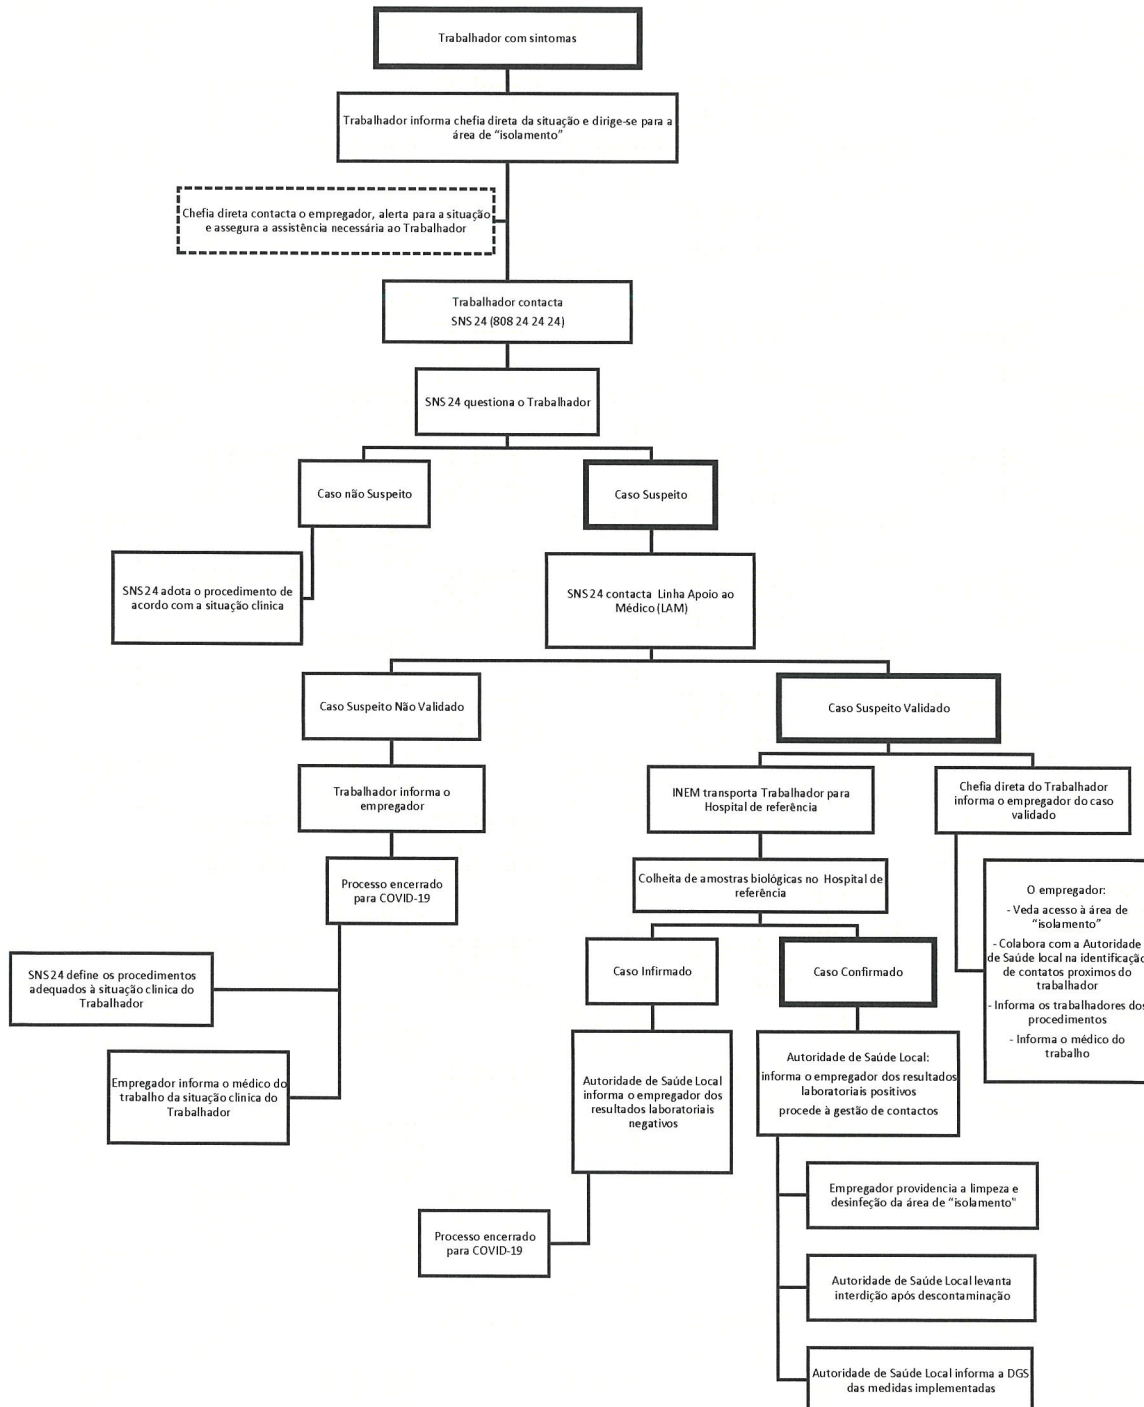 Trabalhador com sintomas
Trabalhador informa chefia direta da situação e dirige-se para a
área de “isolamento”
Chefia direta contacta o empregador, alerta para a situação
e assegura a assistência necessária ao Trabalhador
Trabalhador contacta
SNS 24 (808 24 24 24)
SNS 24 questiona o Trabalhador
Caso não Suspeito
Caso Suspeito
SNS 24 adota o procedimento de
acordo com a situação clinica
SNS 24 contacta Linha Apoio ao
Médico (LAM)
Caso Suspeito Não Validado
Caso Suspeito Validado
Trabalhador informa o
empregador
INEM transporta Trabalhador para
Hospital de referência
Chefia direta do Trabalhador
informa o empregador do caso
validado
Processo encerrado
para COVID-19
Colheita de amostras biológicas no Hospital de
referência
O empregador:
- Veda acesso à área de
“isolamento”
- Colabora com a Autoridade
de Saúde local na identificação
de contatos proximos do
trabalhador
- Informa os trabalhadores dos
procedimentos
- Informa o médico do
trabalho
SNS 24 define os procedimentos
adequados à situação clinica do
Trabalhador
Caso Infirmado
Caso Confirmado
Empregador informa o médico do
trabalho da situação clinica do
Trabalhador
Autoridade de Saúde Local
informa o empregador dos
resultados laboratoriais
negativos
Autoridade de Saúde Local:
informa o empregador dos resultados
laboratoriais positivos
procede à gestão de contactos
Empregador providencia a limpeza e
desinfeção da área de “isolamento"
Processo encerrado
para COVID-19
Autoridade de Saúde Local levanta
interdição após descontaminação
Autoridade de Saúde Local informa a DGS
das medidas implementadas